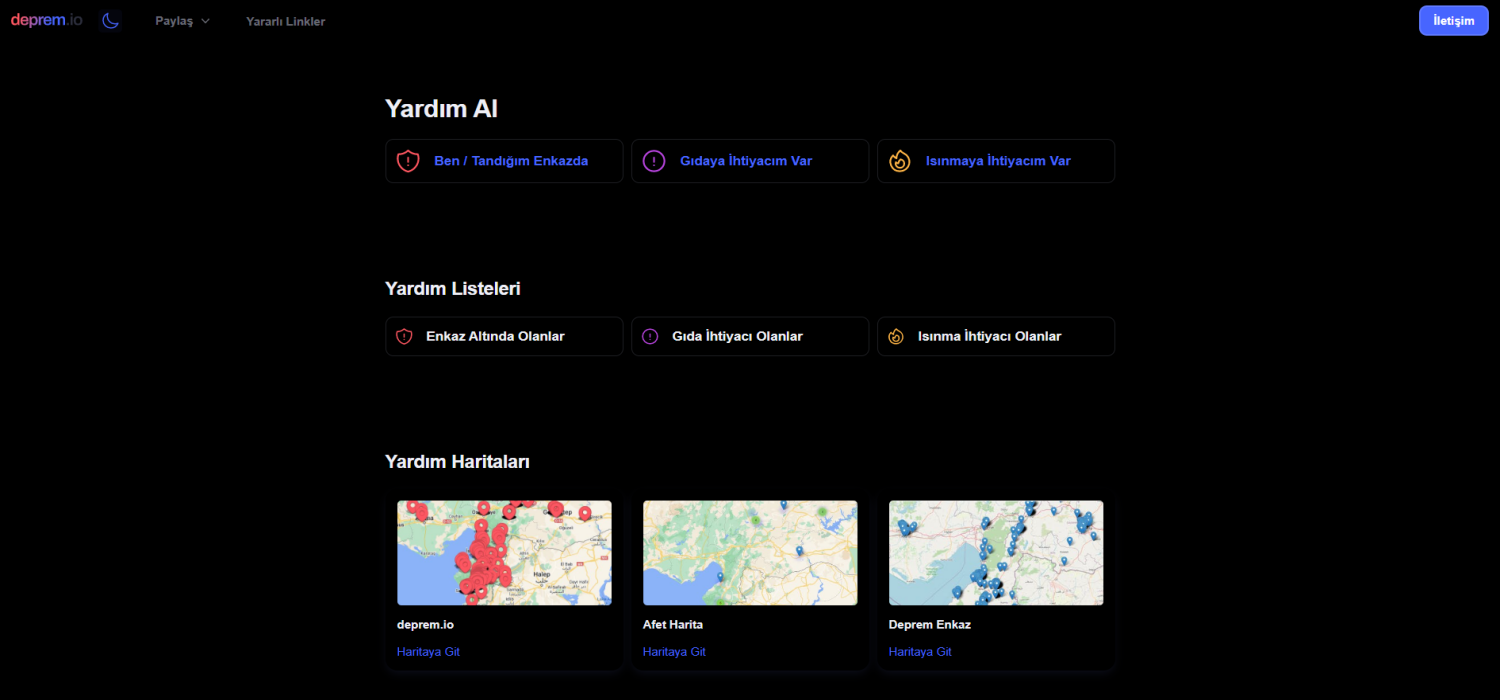 deprem.io
Paylaş
Yararlı Linkler
İletişim
Yardım Al
Ben / Tandığım Enkazda
Gıdaya İhtiyacım Var
Isınmaya İhtiyacım Var
Yardım Listeleri
Enkaz Altında Olanlar
Gıda İhtiyacı Olanlar
Isınma İhtiyacı Olanlar
Yardım Haritaları
Halep
deprem.io
Afet Harita
Deprem Enkaz
Haritaya Git
Haritaya Git
Haritaya Git